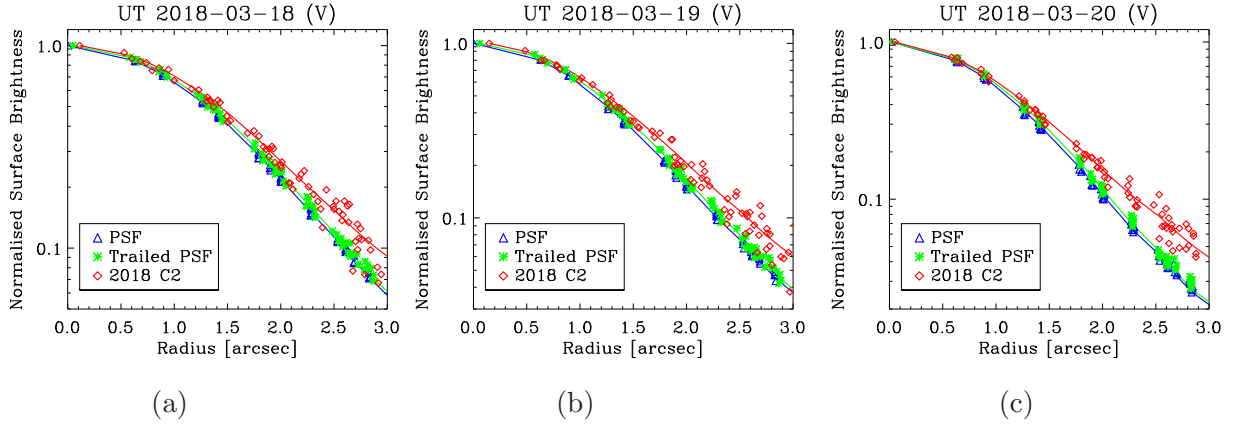 UT 2018-03-18 (V)
Normalised Surface Brightness
1.0
0.1
PSF
Trailed PSF
2018 C2
0.0 0.5 1.0 1.5 2.0 2.5 3.0
Radius [arcsec]
(a)
UT 2018-03-19 (V)
Normalised Surface Brightness
1.0
0.1
PSF
Trailed PSF
2018 C2
0.0 0.5 1.0 1.5 2.0 2.5 3.0
Radius [arcsec]
(b)
UT 2018-03-20 (V)
Normalised Surface Brightness
1.0
0.1
PSF
Trailed PSF
2018 C2
0.0 0.5 1.0 1.5 2.0 2.5 3.0
Radius [arcsec]
(c)